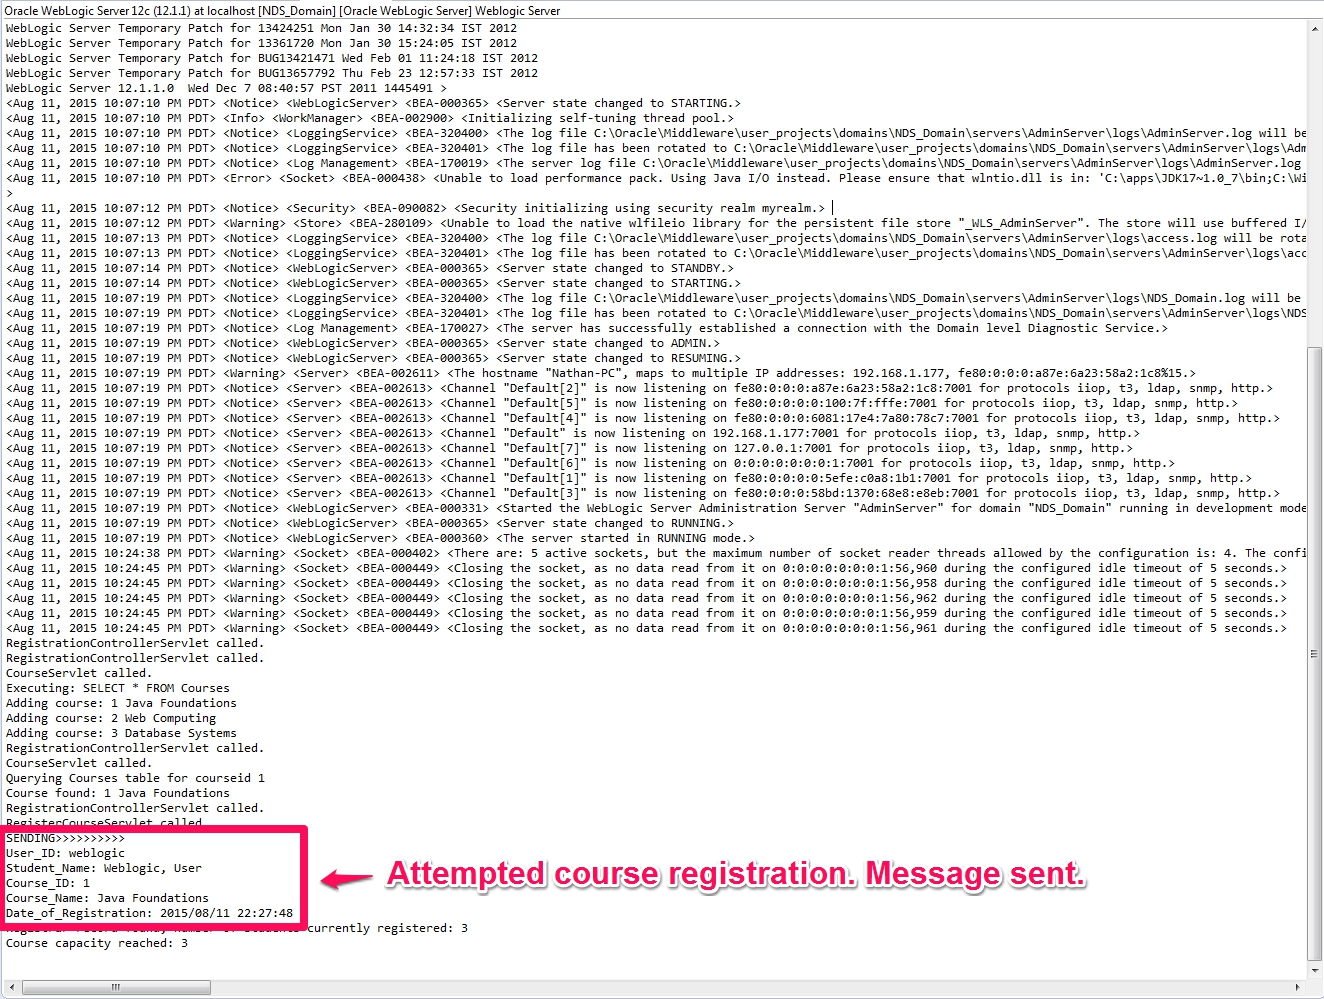 Oracle WebLogic Server 12c (12.1.1) at localhost [NDS_Domain] [Oracle WebLogic Server] Weblogic Server
WebLogic Server Temporary Patch for 13424251 Mon Jan 30 14:32:34 IST 2012
WebLogic Server Temporary Patch for 13361720 Mon Jan 30 15:24:05 IST 2012
WebLogic Server Temporary Patch for BUG13421471 Wed Feb 01 11:24:18 IST 2012
WebLogic Server Temporary Patch for BUG13657792 Thu Feb 23 12:57:33 IST 2012
WebLogic Server 12.1.1.0  Wed Dec 7 08:40:57 PST 2011 1445491 >
<Aug 11, 2015 10:07:10 PM PDT> <Notice> <WebLogicServer> <BEA-000365> <Server state changed to STARTING.>
<Aug 11, 2015 10:07:10 PM PDT> <Info> <WorkManager> <BEA-002900> <Initializing self-tuning thread pool.>
<Aug 11, 2015 10:07:10 PM PDT> <Notice> <LoggingService> <BEA-320400> <The log file C:\Oracle\Middleware\user_projects\domains\NDS_Domain\servers\AdminServer\logs\AdminServer.log will be
<Aug 11, 2015 10:07:10 PM PDT> <Notice> <LoggingService> <BEA-320401> <The log file has been rotated to C:\Oracle\Middleware\user_projects\domains\NDS_Domain\servers\AdminServer\logs\Adm
<Aug 11, 2015 10:07:10 PM PDT> <Notice> <Log Management> <BEA-170019> <The server log file C:\Oracle\Middleware\user_projects\domains\NDS_Domain\servers\AdminServer\logs\AdminServer.log
<Aug 11, 2015 10:07:10 PM PDT> <Error> <Socket> <BEA-000438> <Unable to load performance pack. Using Java I/O instead. Please ensure that wlntio.dll is in: 'C:\apps\JDK17~1.0_7\bin;C:\Wi
>
<Aug 11, 2015 10:07:12 PM PDT> <Notice> <Security> <BEA-090082> <Security initializing using security realm myrealm.>
<Aug 11, 2015 10:07:12 PM PDT> <Warning> <Store> <BEA-280109> <Unable to load the native wlfileio library for the persistent file store "_WLS_AdminServer". The store will use buffered I/
<Aug 11, 2015 10:07:13 PM PDT> <Notice> <LoggingService> <BEA-320400> <The log file C:\Oracle\Middleware\user_projects\domains\NDS_Domain\servers\AdminServer\logs\access.log will be rota
<Aug 11, 2015 10:07:13 PM PDT> <Notice> <LoggingService> <BEA-320401> <The log file has been rotated to C:\Oracle\Middleware\user_projects\domains\NDS_Domain\servers\AdminServer\logs\acc
<Aug 11, 2015 10:07:14 PM PDT> <Notice> <WebLogicServer> <BEA-000365> <Server state changed to STANDBY.>
<Aug 11, 2015 10:07:14 PM PDT> <Notice> <WebLogicServer> <BEA-000365> <Server state changed to STARTING.>
<Aug 11, 2015 10:07:19 PM PDT> <Notice> <LoggingService> <BEA-320400> <The log file C:\Oracle\Middleware\user_projects\domains\NDS_Domain\servers\AdminServer\logs\NDS_Domain.log will be
<Aug 11, 2015 10:07:19 PM PDT> <Notice> <LoggingService> <BEA-320401> <The log file has been rotated to C:\Oracle\Middleware\user_projects\domains\NDS_Domain\servers\AdminServer\logs\NDS
<Aug 11, 2015 10:07:19 PM PDT> <Notice> <Log Management> <BEA-170027> <The server has successfully established a connection with the Domain level Diagnostic Service.>
<Aug 11, 2015 10:07:19 PM PDT> <Notice> <WebLogicServer> <BEA-000365> <Server state changed to ADMIN.>
<Aug 11, 2015 10:07:19 PM PDT> <Notice> <WebLogicServer> <BEA-000365> <Server state changed to RESUMING.>
<Aug 11, 2015 10:07:19 PM PDT> <Warning> <Server> <BEA-002611> <The hostname "Nathan-PC", maps to multiple IP addresses: 192.168.1.177, fe80:0:0:0:a87e:6a23:58a2:1c8%15.>
<Aug 11, 2015 10:07:19 PM PDT> <Notice> <Server> <BEA-002613> <Channel "Default[2]" is now listening on fe80:0:0:0:a87e:6a23:58a2:1c8:7001 for protocols iiop, t3, ldap, snmp, http.>
<Aug 11, 2015 10:07:19 PM PDT> <Notice> <Server> <BEA-002613> <Channel "Default[5]" is now listening on fe80:0:0:0:0:100:7f:fffe:7001 for protocols iiop, t3, ldap, snmp, http.>
<Aug 11, 2015 10:07:19 PM PDT> <Notice> <Server> <BEA-002613> <Channel "Default[4]" is now listening on fe80:0:0:0:6081:17e4:7a80:78c7:7001 for protocols iiop, t3, ldap, snmp, http.>
<Aug 11, 2015 10:07:19 PM PDT> <Notice> <Server> <BEA-002613> <Channel "Default" is now listening on 192.168.1.177:7001 for protocols iiop, t3, ldap, snmp, http.>
<Aug 11, 2015 10:07:19 PM PDT> <Notice> <Server> <BEA-002613> <Channel "Default[7]" is now listening on 127.0.0.1:7001 for protocols iiop, t3, ldap, snmp, http.>
<Aug 11, 2015 10:07:19 PM PDT> <Notice> <Server> <BEA-002613> <Channel "Default[6]" is now listening on 0:0:0:0:0:0:0:1:7001 for protocols iiop, t3, ldap, snmp, http.>
<Aug 11, 2015 10:07:19 PM PDT> <Notice> <Server> <BEA-002613> <Channel "Default[1]" is now listening on fe80:0:0:0:0:5efe:c0a8:1b1:7001 for protocols iiop, t3, ldap, snmp, http.>
<Aug 11, 2015 10:07:19 PM PDT> <Notice> <Server> <BEA-002613> <Channel "Default[3]" is now listening on fe80:0:0:0:58bd:1370:68e8:e8eb:7001 for protocols iiop, t3, ldap, snmp, http.>
<Aug 11, 2015 10:07:19 PM PDT> <Notice> <WebLogicServer> <BEA-000331> <Started the WebLogic Server Administration Server "AdminServer" for domain "NDS_Domain" running in development mode
<Aug 11, 2015 10:07:19 PM PDT> <Notice> <WebLogicServer> <BEA-000365> <Server state changed to RUNNING.>
<Aug 11, 2015 10:07:19 PM PDT> <Notice> <WebLogicServer> <BEA-000360> <The server started in RUNNING mode.>
<Aug 11, 2015 10:24:38 PM PDT> <Warning> <Socket> <BEA-000402> <There are: 5 active sockets, but the maximum number of socket reader threads allowed by the configuration is: 4. The confi
<Aug 11, 2015 10:24:45 PM PDT> <Warning> <Socket> <BEA-000449> <Closing the socket, as no data read from it on 0:0:0:0:0:0:0:1:56,960 during the configured idle timeout of 5 seconds.>
<Aug 11, 2015 10:24:45 PM PDT> <Warning> <Socket> <BEA-000449> <Closing the socket, as no data read from it on 0:0:0:0:0:0:0:1:56,958 during the configured idle timeout of 5 seconds.>
<Aug 11, 2015 10:24:45 PM PDT> <Warning> <Socket> <BEA-000449> <Closing the socket, as no data read from it on 0:0:0:0:0:0:0:1:56,962 during the configured idle timeout of 5 seconds.>
<Aug 11, 2015 10:24:45 PM PDT> <Warning> <Socket> <BEA-000449> <Closing the socket, as no data read from it on 0:0:0:0:0:0:0:1:56,959 during the configured idle timeout of 5 seconds.>
<Aug 11, 2015 10:24:45 PM PDT> <Warning> <Socket> <BEA-000449> <Closing the socket, as no data read from it on 0:0:0:0:0:0:0:1:56,961 during the configured idle timeout of 5 seconds.>
RegistrationControllerServlet called.
RegistrationControllerServlet called.
CourseServlet called.
Executing: SELECT * FROM Courses
Adding course: 1 Java Foundations
Adding course: 2 Web Computing
Adding course: 3 Database Systems
RegistrationControllerServlet called.
CourseServlet called.
Querying Courses table for courseid 1
Course found: 1 Java Foundations
RegistrationControllerServlet called.
RegisterCourseServlet called
SENDING>>>>>>>>>>
User_ID: weblogic
Student_Name: Weblogic, User
Course_ID: 1
Course_Name: Java Foundations
Date_of_Registration: 2015/08/11 22:27:48
Attempted course registration. Message sent.
currently registered: 3
Course capacity reached: 3